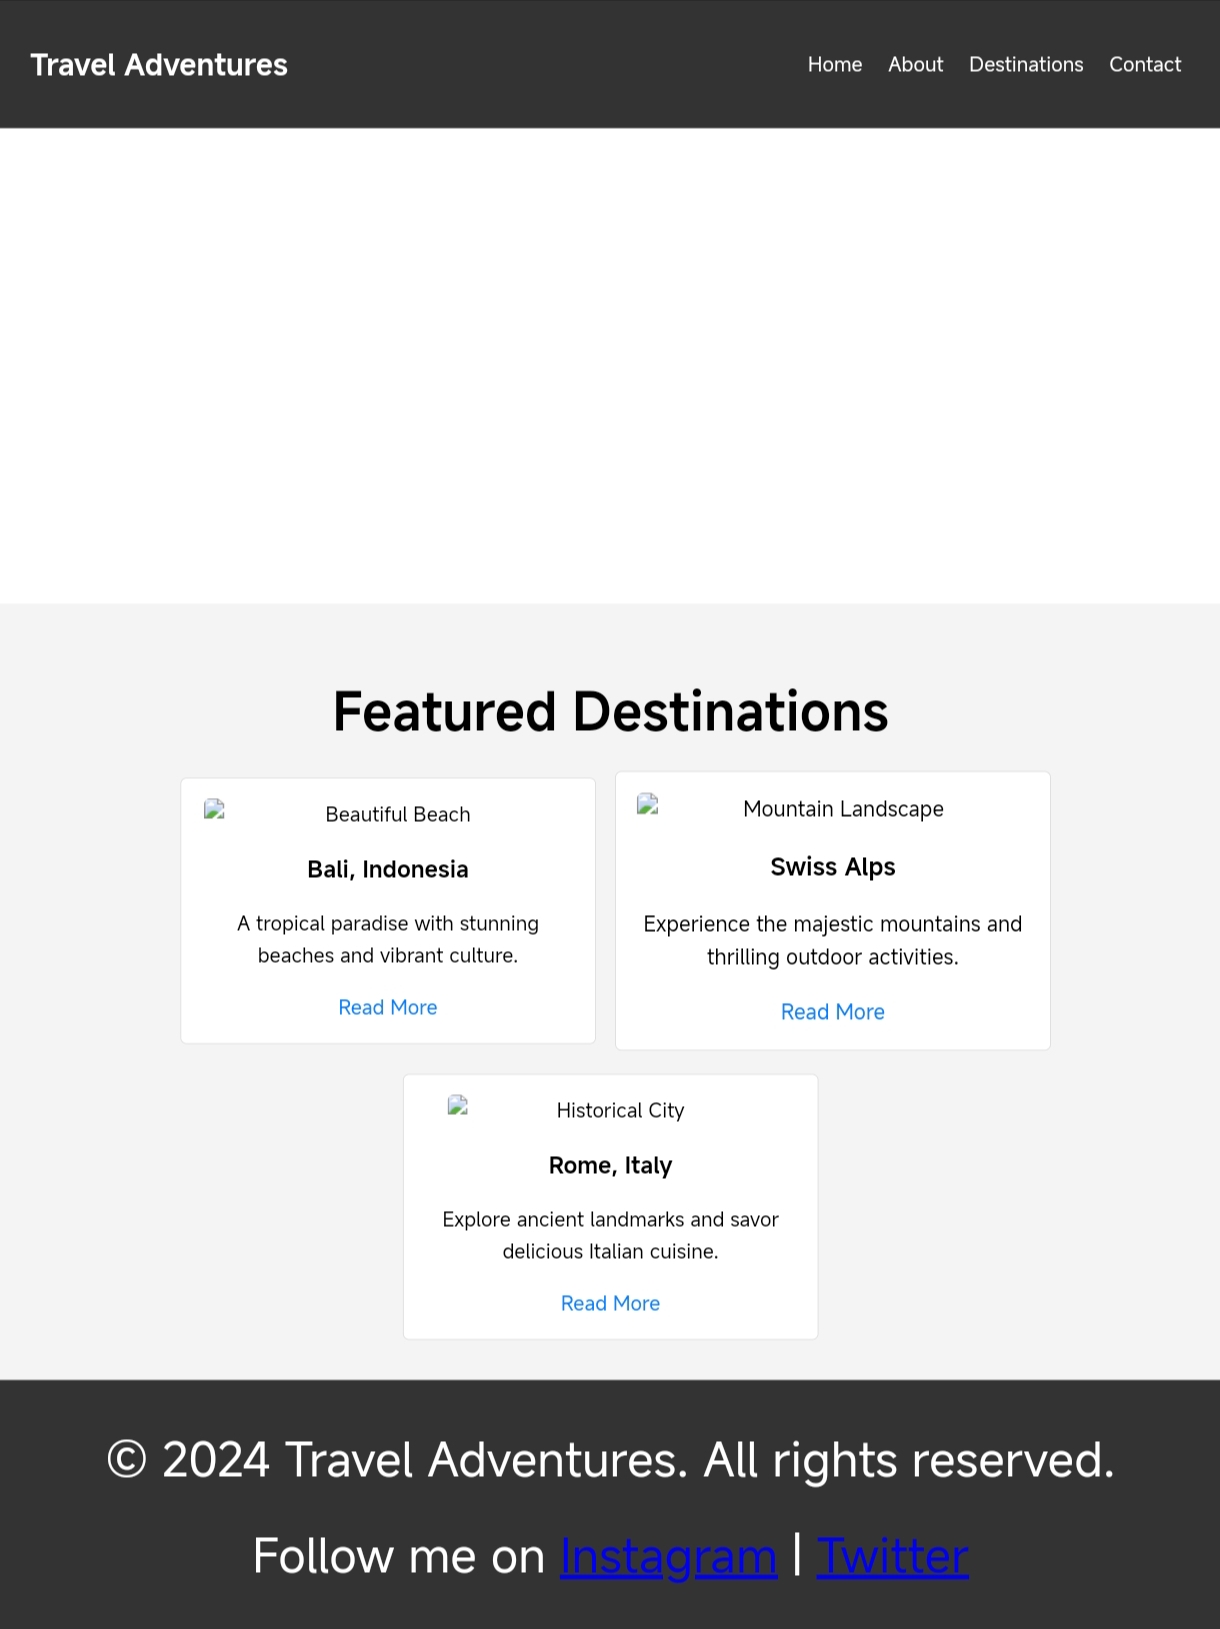 Travel Adventures
Home About Destinations Contact
Featured Destinations
Beautiful Beach
Bali, Indonesia
A tropical paradise with stunning
beaches and vibrant culture.
Read More
Mountain Landscape
Swiss Alps
Experience the majestic mountains and
thrilling outdoor activities.
Read More
Historical City
Rome, Italy
Explore ancient landmarks and savor
delicious Italian cuisine.
Read More
© 2024 Travel Adventures. All rights reserved.
Follow me on Instagram | Twitter